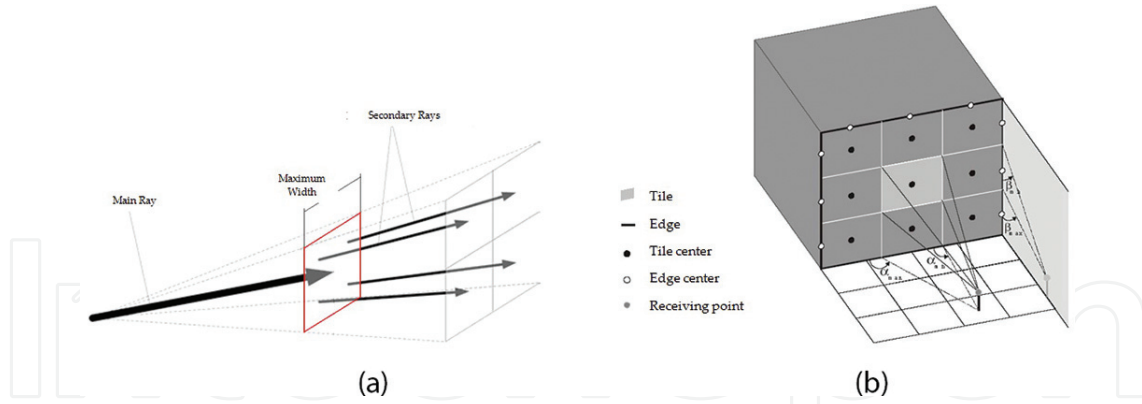 Secondary Rays
Maximum
Width
Main Ray
Tile
Edge
Tile center
Edge center
Receiving point
(a)
(b)